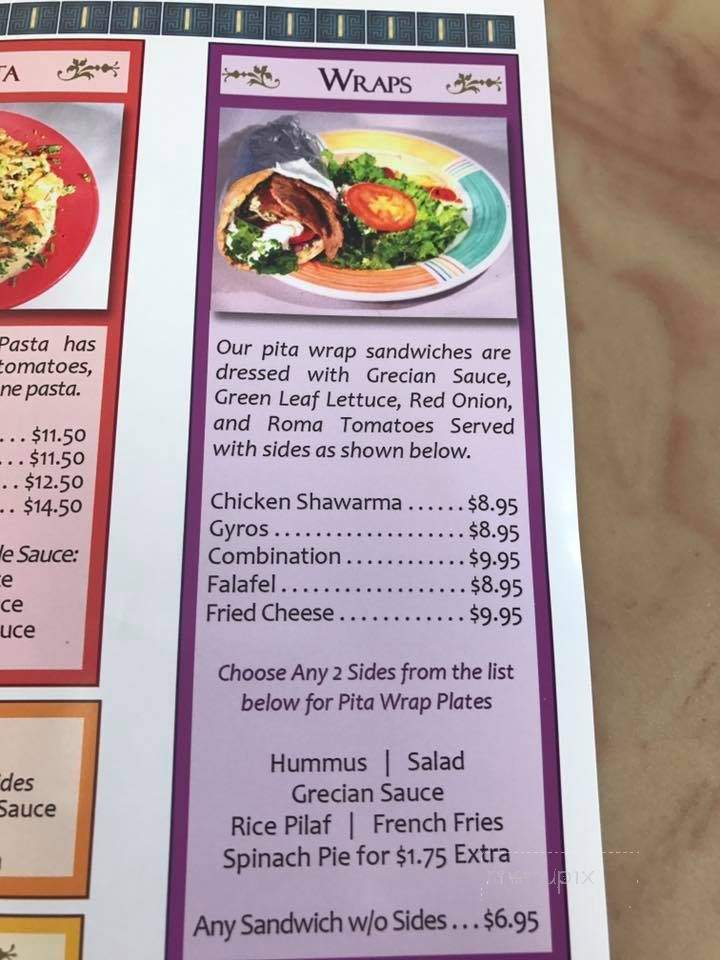 TA
Pasta has
tomatoes,
ne pasta.
... $11.50
... $11.50
.. $12.50
.. $14.50
le Sauce:
ce
uce
des
Sauce
WRAPS
Our pita wrap sandwiches are
dressed with Grecian Sauce,
Green Leaf Lettuce, Red Onion,
and Roma Tomatoes Served
with sides as shown below.
Chicken Shawarma ...... $8.95
Gyros .................... $8.95
Combination ............ $9.95
Falafel .................... $8.95
Fried Cheese ............ $9.95
Choose Any 2 Sides from the list
below for Pita Wrap Plates
Hummus | Salad
Grecian Sauce
Rice Pilaf | French Fries
Spinach Pie for $1.75 Extra
menupix
Any Sandwich w/o Sides ... $6.95